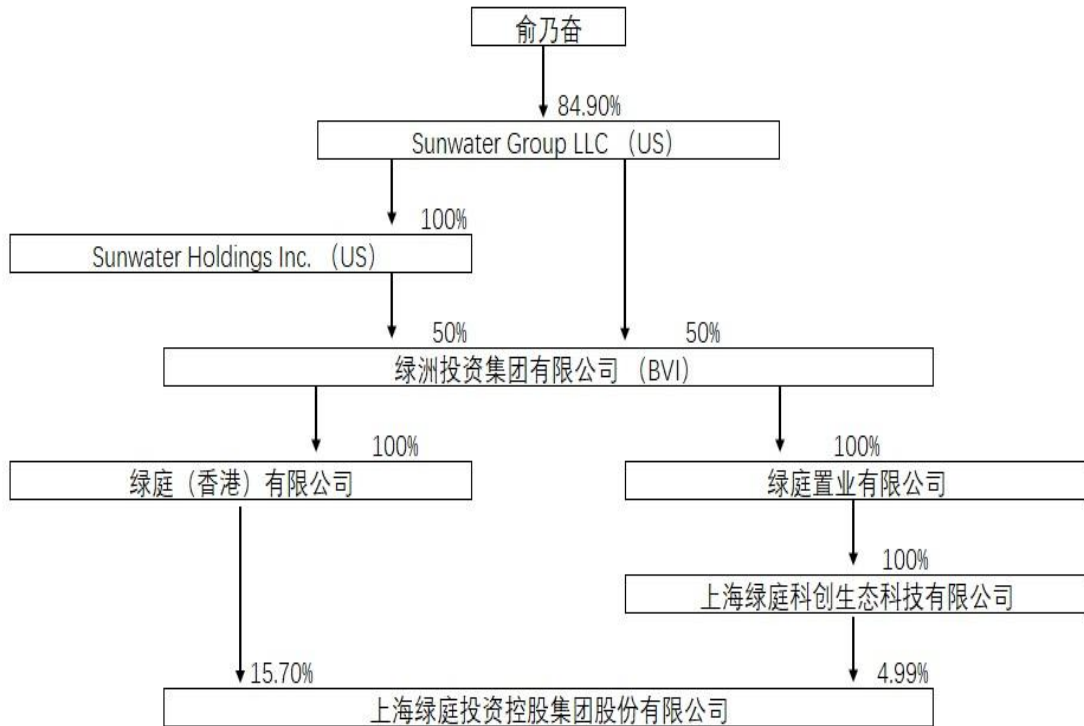 俞乃奋
84.90%
Sunwater Group LLC （US）
100%
Sunwater Holdings Inc. （US）
50%
50%
绿洲投资集团有限公司 （BVI）
100%
100%
绿庭（香港）有限公司
绿庭置业有限公司
100%
上海绿庭科创生态科技有限公司
15.70%
4.99%
上海绿庭投资控股集团股份有限公司